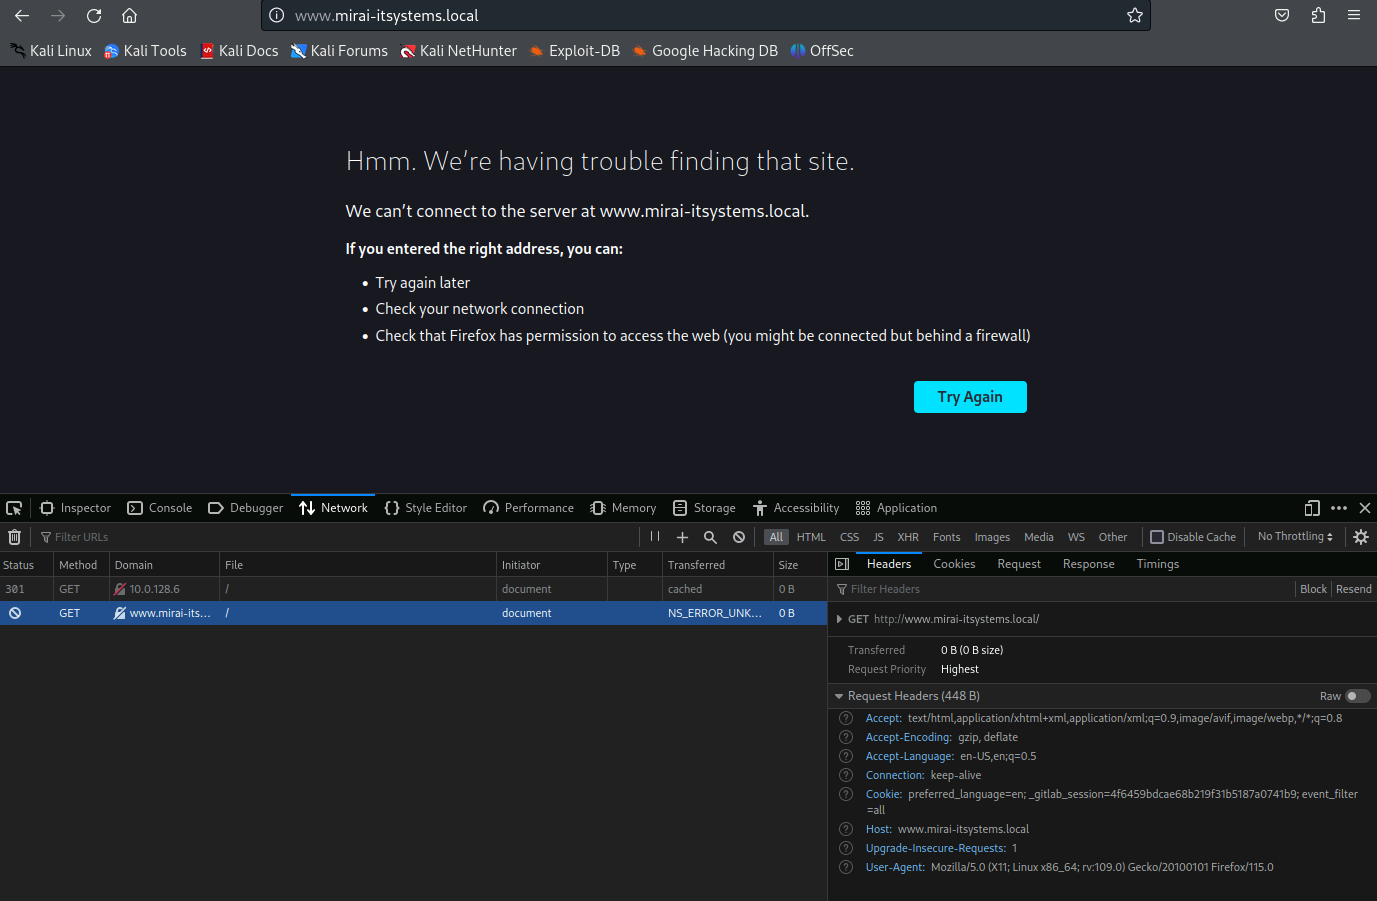 www.mirai-itsystems.local
Kali Linux Kali Tools Kali Docs Kali Forums Kali NetHunter Exploit-DB Google Hacking DB OffSec
Hmm. We're having trouble finding that site.
We can't connect to the server at www.mirai-itsystems.local.
If you entered the right address, you can:
• Try again later
• Check your network connection
• Check that Firefox has permission to access the web (you might be connected but behind a firewall)
Try Again
Inspector Console Debugger Network Style Editor Performance Memory Storage Accessibility Application
Filter URLs All HTML CSS JS XHR Fonts Images Media WS Other Disable Cache No Throttling
Status Method Domain File Initiator Type Transferred Size
301 GET 10.0.128.6 / document cached 0 B
GET www.mirai-its... / document NS_ERROR_UNK... 0 B
Headers Cookies Request Response Timings
Filter Headers Block Resend
GET http://www.mirai-itsystems.local/
Transferred 0 B (0 B size)
Request Priority Highest
Request Headers (448 B) Raw
Accept: text/html,application/xhtml+xml,application/xml;q=0.9,image/avif,image/webp,*/*;q=0.8
Accept-Encoding: gzip, deflate
Accept-Language: en-US,en;q=0.5
Connection: keep-alive
Cookie: preferred_language=en; _gitlab_session=4f6459bdcae68b219f31b5187a0741b9; event_filter
=all
Host: www.mirai-itsystems.local
Upgrade-Insecure-Requests: 1
User-Agent: Mozilla/5.0 (X11; Linux x86_64; rv:109.0) Gecko/20100101 Firefox/115.0